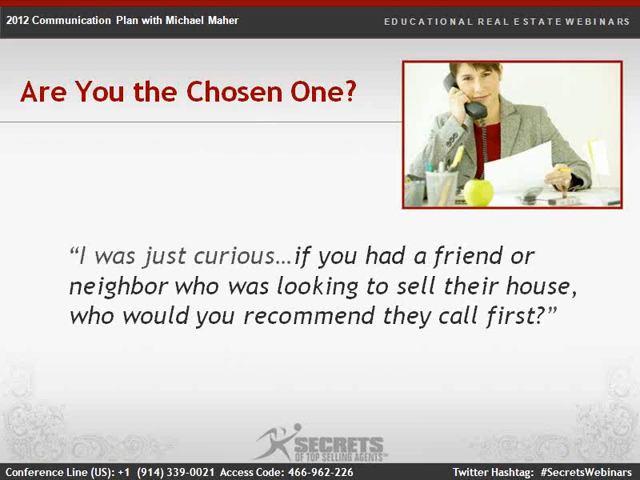 2012 Communication Plan with Michael Maher
EDUCATIONAL REAL ESTATE WEBINARS
Are You the Chosen One?
“I was just curious…if you had a friend or
neighbor who was looking to sell their house,
who would you recommend they call first?”
SECRETS
OF TOP SELLING AGENTS
Conference Line (US): +1 (914) 339-0021 Access Code: 466-962-226
Twitter Hashtag: #SecretsWebinars